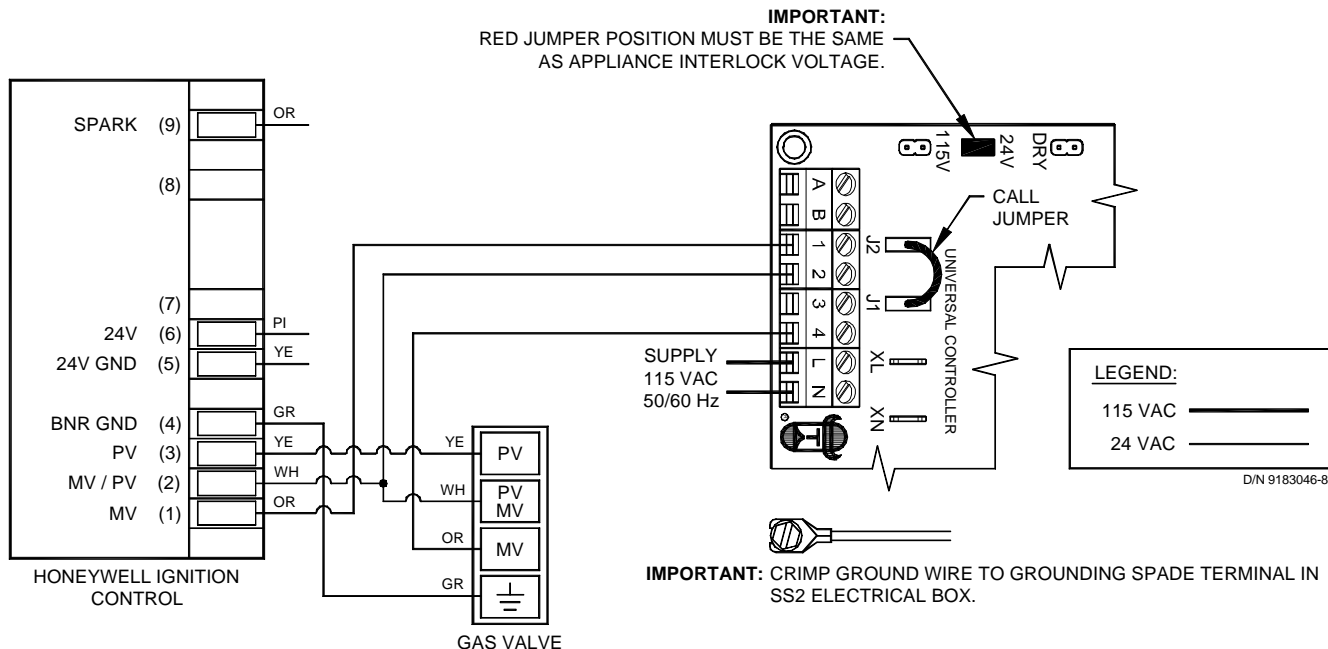 IMPORTANT:
RED JUMPER POSITION MUST BE THE SAME
AS APPLIANCE INTERLOCK VOLTAGE.
SPARK (9)
OR
(8)
(7)
24V (6)
PI
24V GND (5)
YE
BNR GND (4)
GR
PV (3)
YE
MV / PV (2)
WH
MV (1)
OR
HONEYWELL IGNITION
CONTROL
YE
PV
WH
PV
MV
OR
MV
GR
GAS VALVE
115V
24V
DRY
CALL
JUMPER
A
B
1
2
3
4
L
N
J2
J1
XL
XN
UNIVERSAL CONTROLLER
SUPPLY
115 VAC
50/60 Hz
LEGEND:
115 VAC
24 VAC
D/N 9183046-8
IMPORTANT: CRIMP GROUND WIRE TO GROUNDING SPADE TERMINAL IN
SS2 ELECTRICAL BOX.